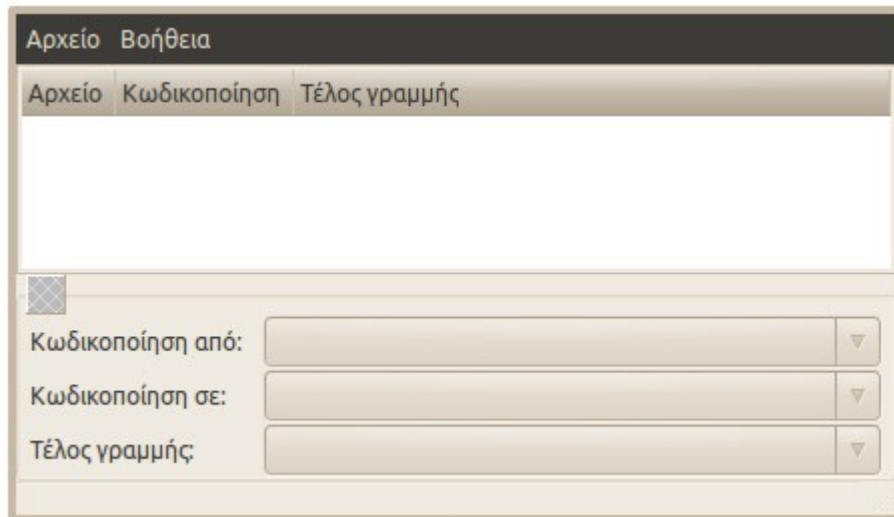 Αρχείο Βοήθεια
Αρχείο Κωδικοποίηση Τέλος γραμμής
Κωδικοποίηση από:
Κωδικοποίηση σε:
Τέλος γραμμής: